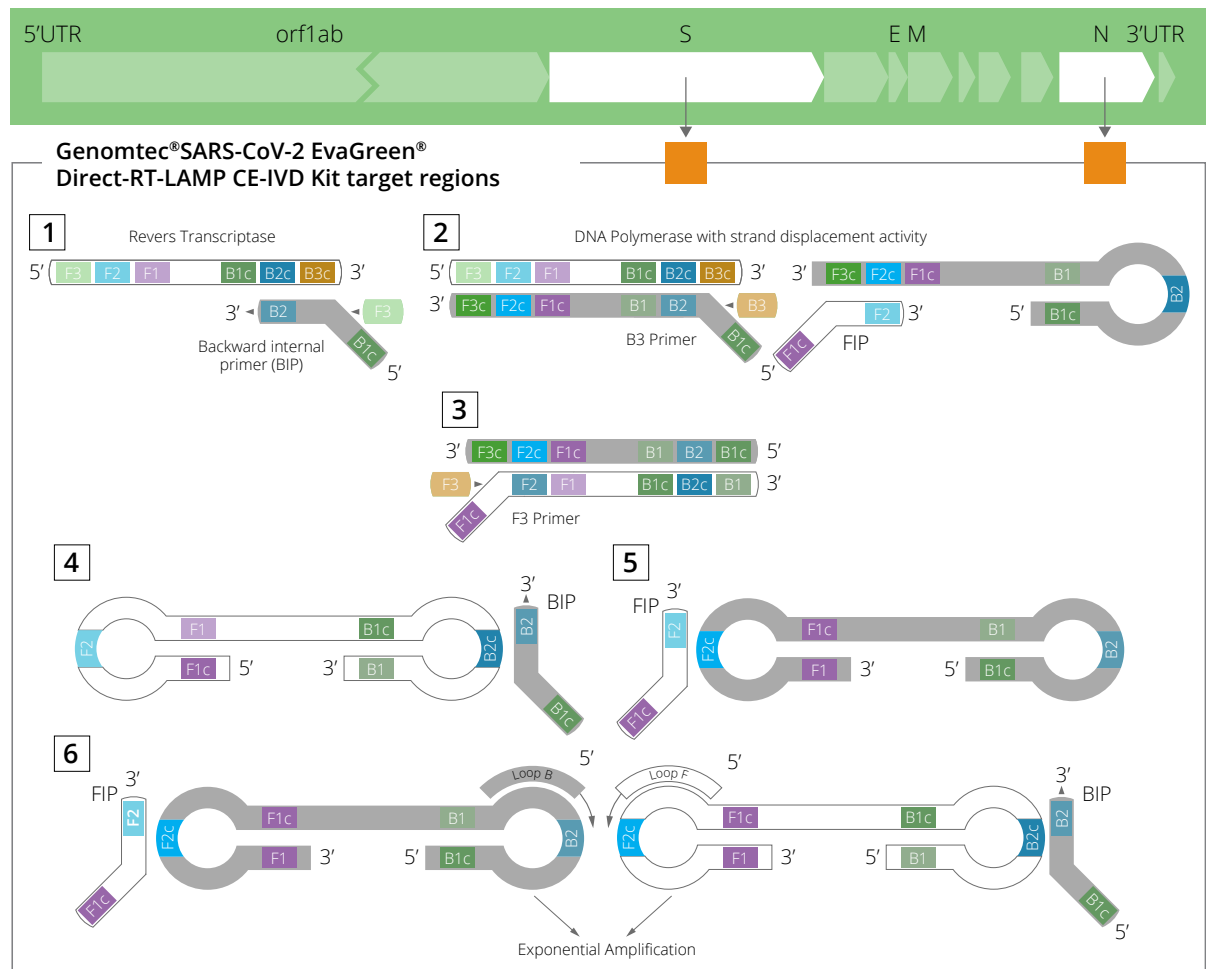 5'UTR orf1ab S E M N 3'UTR
Genomtec®SARS-CoV-2 EvaGreen®
Direct-RT-LAMP CE-IVD Kit target regions
1 2
Revers Transcriptase DNA Polymerase with strand displacement activity
5' F3 F2 F1 B1c B2c B3c 3' 5' F3 F2 F1 B1c B2c B3c 3' 3' F3c F2c F1c B1 B2
3' B2 F3 3' F3c F2c F1c B1 B2 B3 F2 3' 5' B1c
Backward internal
primer (BIP)
B1c 5' B3 Primer B1c 5' F1c FIP
3
3' F3c F2c F1c B1 B2 B1c 5'
F3 F2 F1 B1c B2c B1 3'
F1c F3 Primer
4 5
3' BIP FIP 3'
F2 F1 B1c B2c B2 F2 F2c F1c B1 B2
F1c 5' 3' B1 B1c F1c F1 3' 5' B1c
6
5' 5'
Loop B Loop F
FIP 3' 3' BIP
F2 F2c F1c B1 B2 F2c F1c B1c B2c B2
F1 3' 5' B1c F1 3' 5' B1
F1c B1c 5'
Exponential Amplification